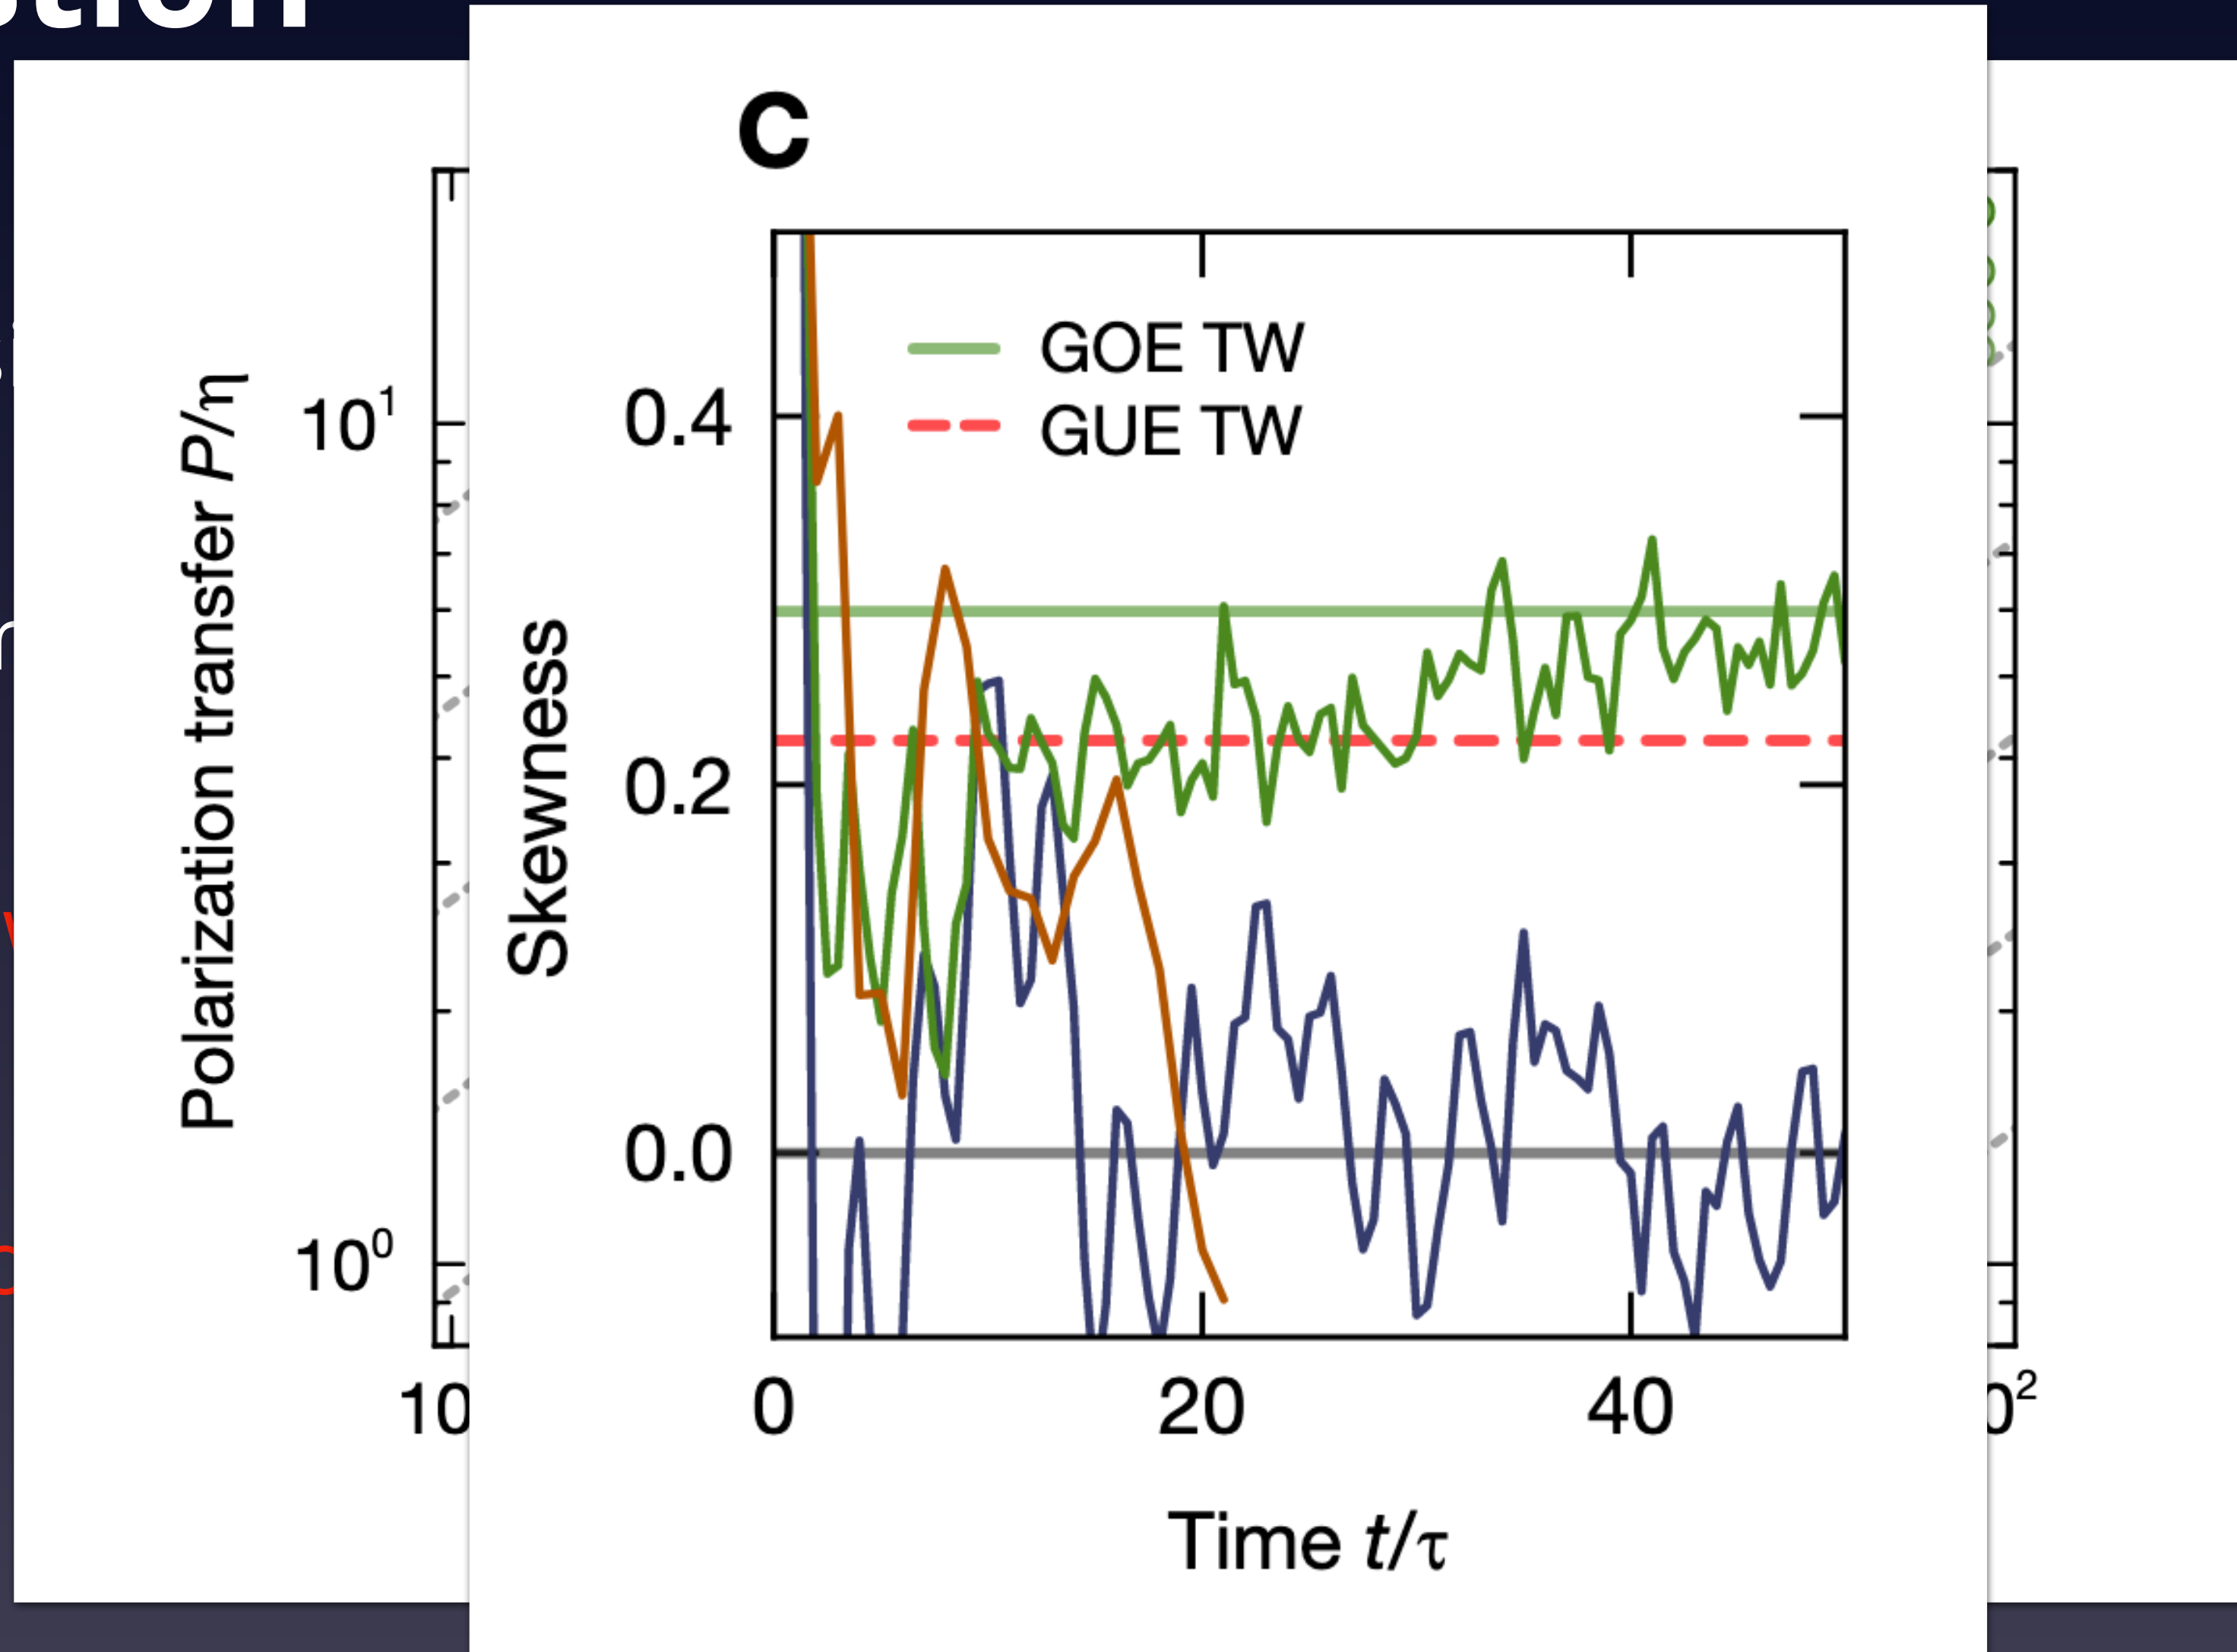 C
GOE TW
GUE TW
Polarization transfer P/η
10¹
10⁰
10
0²
Skewness
0.4
0.2
0.0
0
20
40
Time t/τ